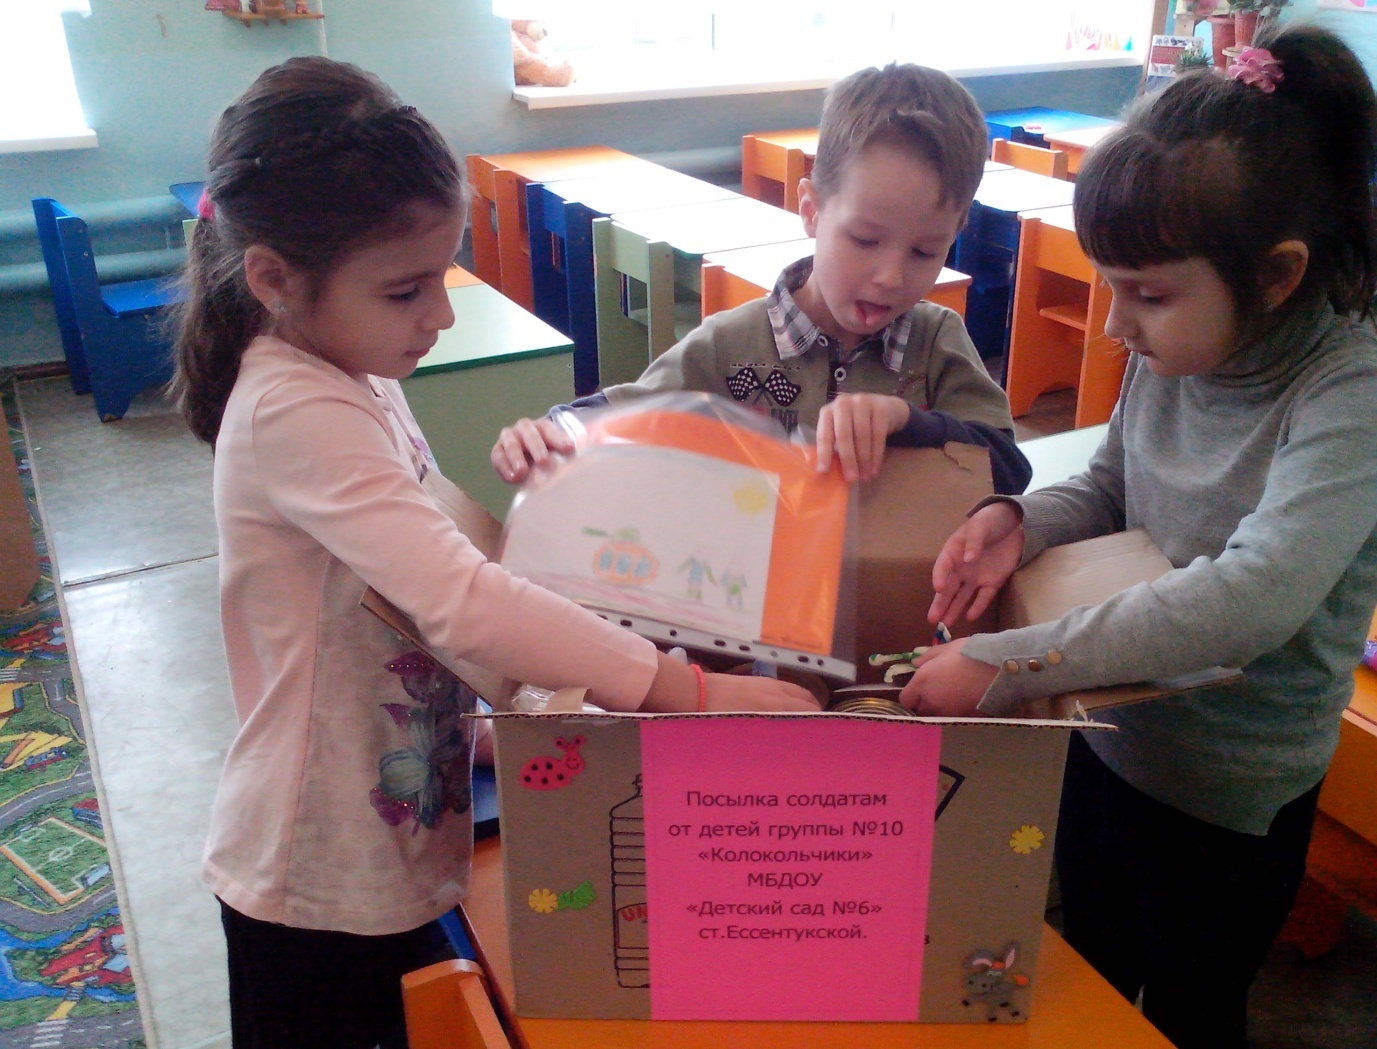 Посылка солдатам
от детей группы №10
«Колокольчики»
МБДОУ
«Детский сад №6»
ст.Ессентукской.